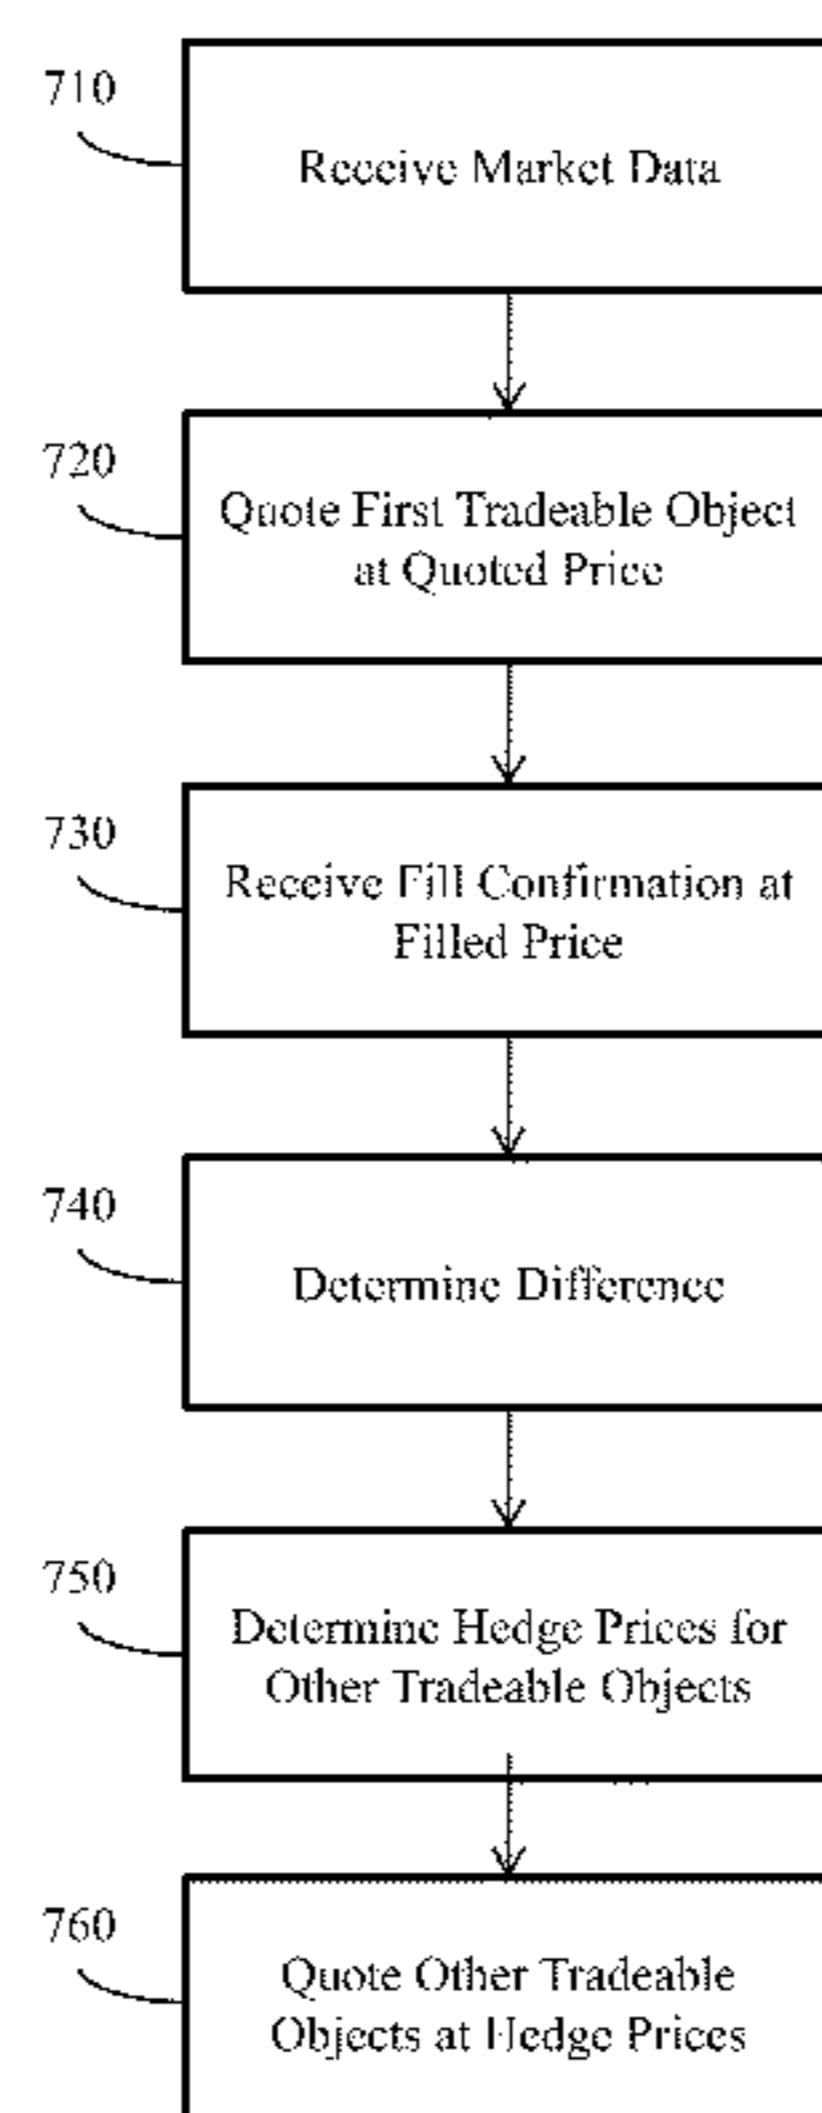 710
Receive Market Data
720
Quote First Tradeable Object
at Quoted Price
730
Receive Fill Confirmation at
Filled Price
740
Determine Difference
750
Determine Hedge Prices for
Other Tradeable Objects
760
Quote Other Tradeable
Objects at Hedge Prices